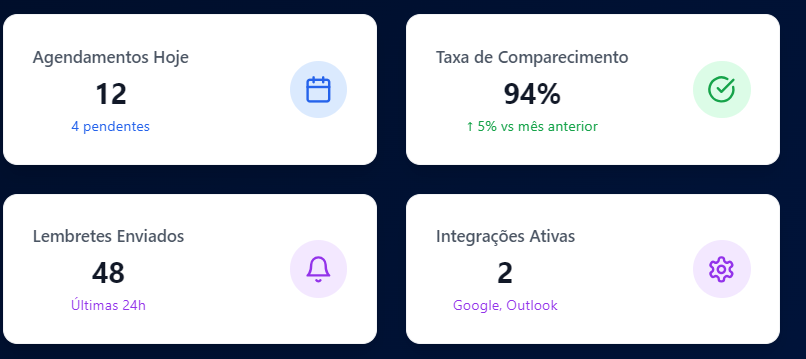 Agendamentos Hoje
12
4 pendentes
Taxa de Comparecimento
94%
↑ 5% vs mês anterior
Lembretes Enviados
48
Últimas 24h
Integrações Ativas
2
Google, Outlook